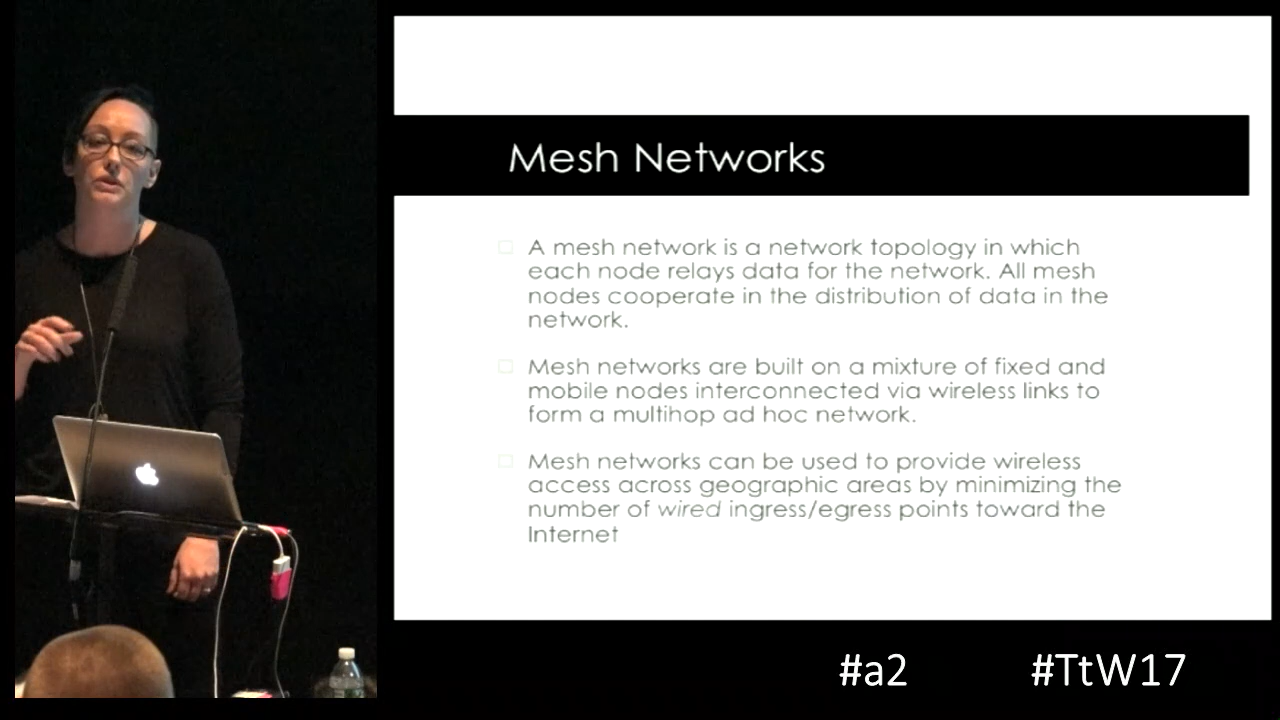 Mesh Networks
A mesh network is a network topology in which
each node relays data for the network. All mesh
nodes cooperate in the distribution of data in the
network.
Mesh networks are built on a mixture of fixed and
mobile nodes interconnected via wireless links to
form a multihop ad hoc network.
Mesh networks can be used to provide wireless
access across geographic areas by minimizing the
number of wired ingress/egress points toward the
Internet
#a2 #TtW17